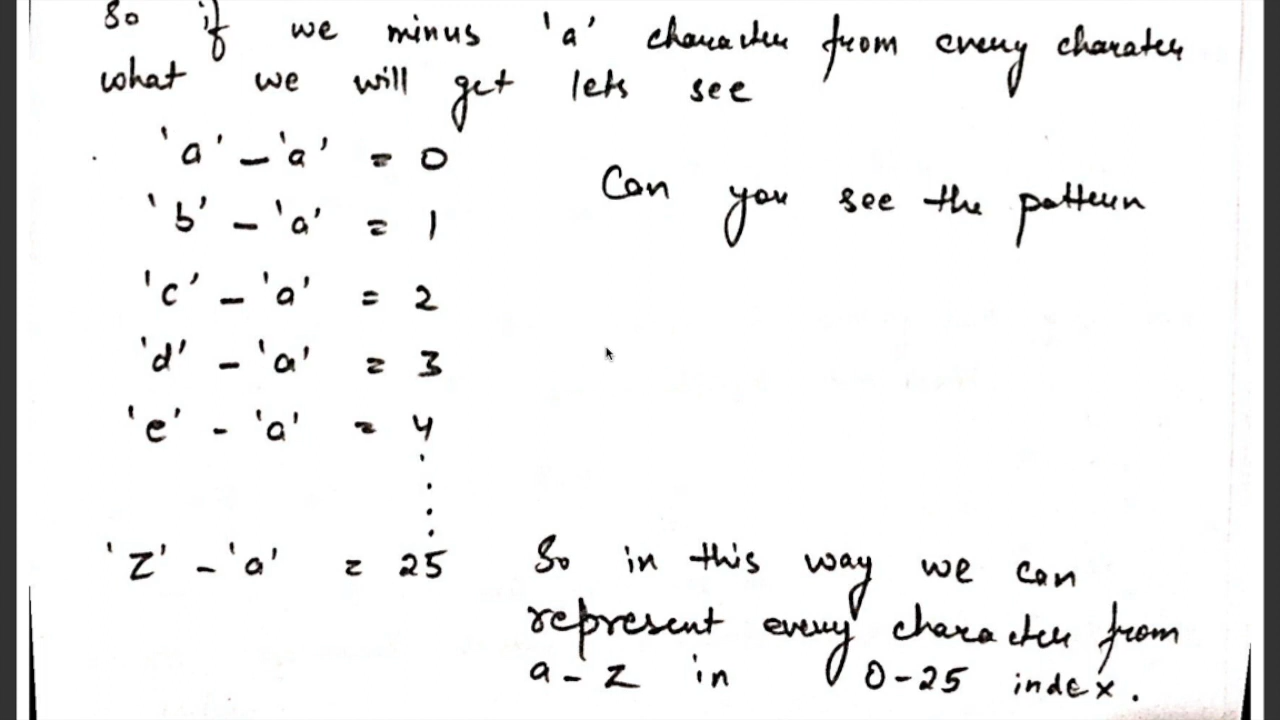 So if we minus 'a' character from every charater
what we will get lets see
'a' - 'a' = 0
'b' - 'a' = 1
Can you see the pattern
'c' - 'a' = 2
'd' - 'a' = 3
'e' - 'a' = 4
'z' - 'a' = 25
So in this way we can
represent every character from
a - z in 0-25 index.